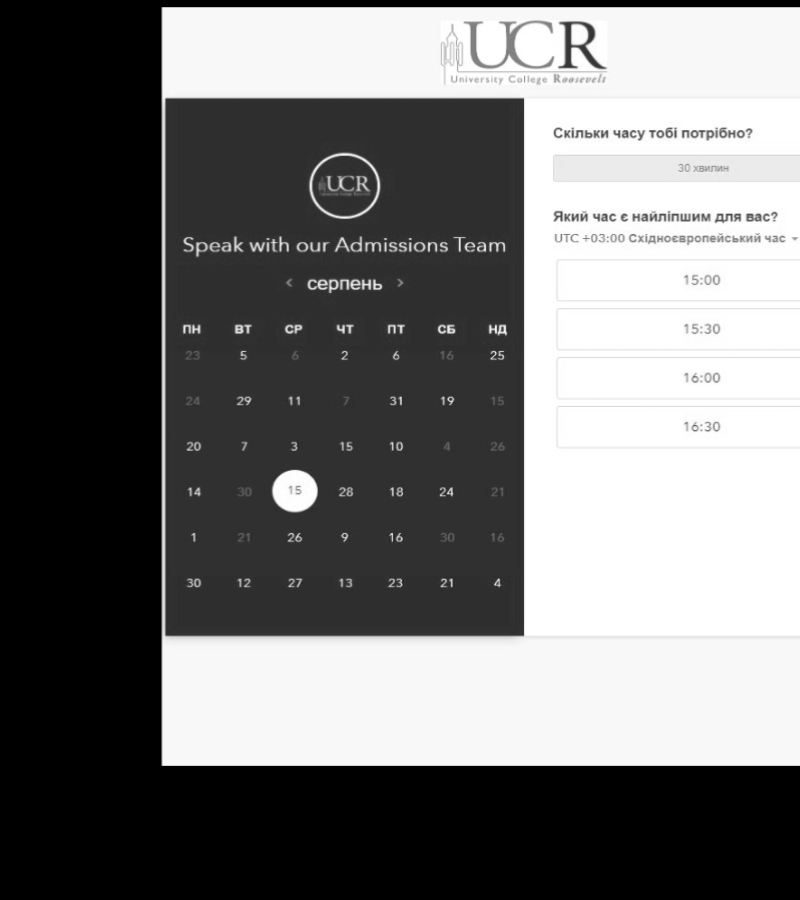 UCR
University College Roosevelt
UCR
Speak with our Admissions Team
< серпень >
ПН ВТ СР ЧТ ПТ СБ НД
23 5 6 2 6 16 25
24 29 11 7 31 19 15
20 7 3 15 10 4 26
14 30 15 28 18 24 21
1 21 26 9 16 30 16
30 12 27 13 23 21 4
Скільки часу тобі потрібно?
30 хвилин
Який час є найліпшим для вас?
UTC +03:00 Східноєвропейський час
15:00
15:30
16:00
16:30